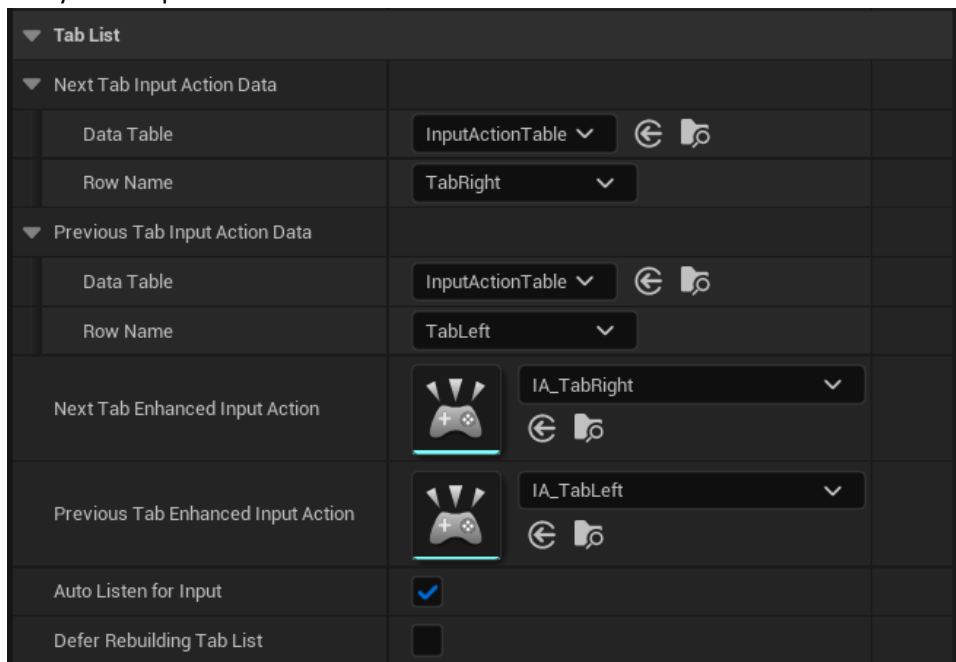 Tab List
Next Tab Input Action Data
Data Table InputActionTable
Row Name TabRight
Previous Tab Input Action Data
Data Table InputActionTable
Row Name TabLeft
Next Tab Enhanced Input Action IA_TabRight
Previous Tab Enhanced Input Action IA_TabLeft
Auto Listen for Input
Defer Rebuilding Tab List